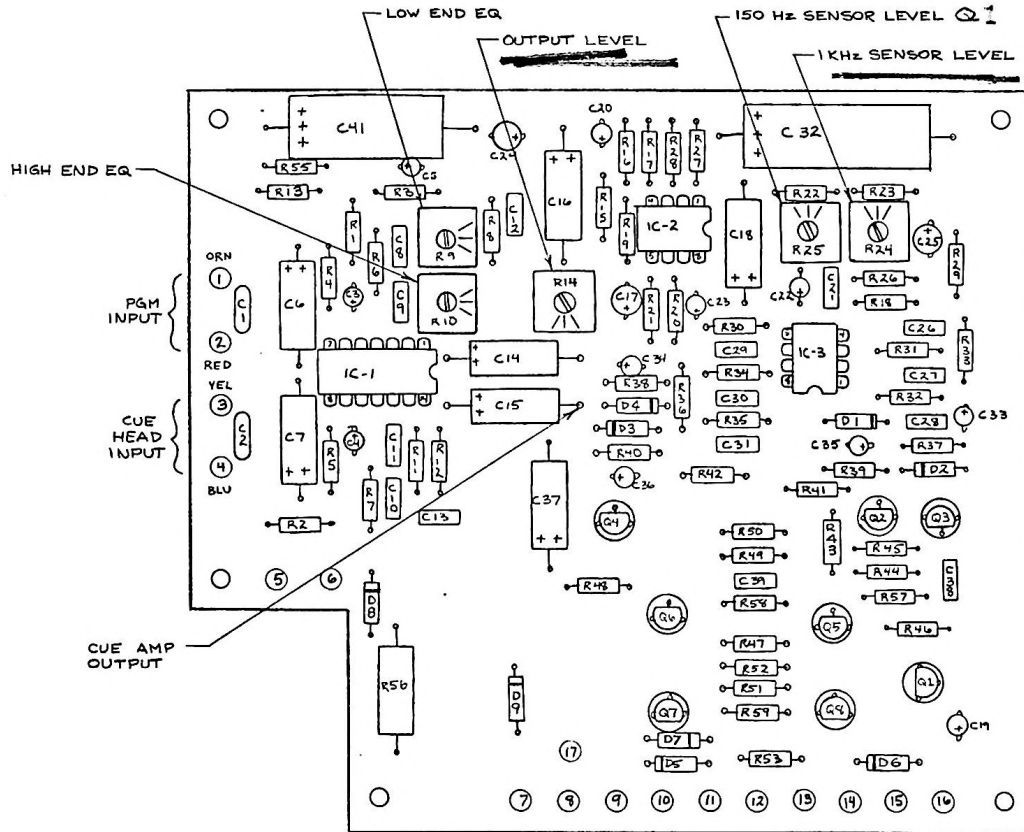 LOW END EQ
150 Hz SENSOR LEVEL Q1
OUTPUT LEVEL
1KHz SENSOR LEVEL
HIGH END EQ
C41
C24
C20
C32
R55
C5
R13
R3
R16
R17
R28
R27
C16
R15
R22
R23
R1
R6
C8
R9
R8
C12
R19
IC-2
C18
R25
R24
C25
R29
ORN
1
PGM
INPUT
C1
C6
R4
C3
C9
R10
R14
C17
R21
R20
C23
C22
C21
R26
R18
2
RED
IC-1
C14
R30
C29
IC-3
C26
R31
R33
C34
R38
R34
C27
YEL
3
CUE
HEAD
INPUT
C2
C7
C15
D4
R36
C30
R32
D3
R35
D1
C28
C33
R5
C4
C11
R11
R12
R40
C31
C35
R37
4
BLU
R7
C10
C13
C37
C36
R42
R39
D2
R41
R2
Q4
R50
R43
Q2
Q3
R49
R45
5
6
D8
R48
C39
R44
C38
R58
R57
Q6
Q5
R46
CUE AMP
OUTPUT
R47
R56
R52
D9
R51
Q1
Q7
R59
Q8
C19
D7
17
D5
R53
D6
7
8
9
10
11
12
13
14
15
16